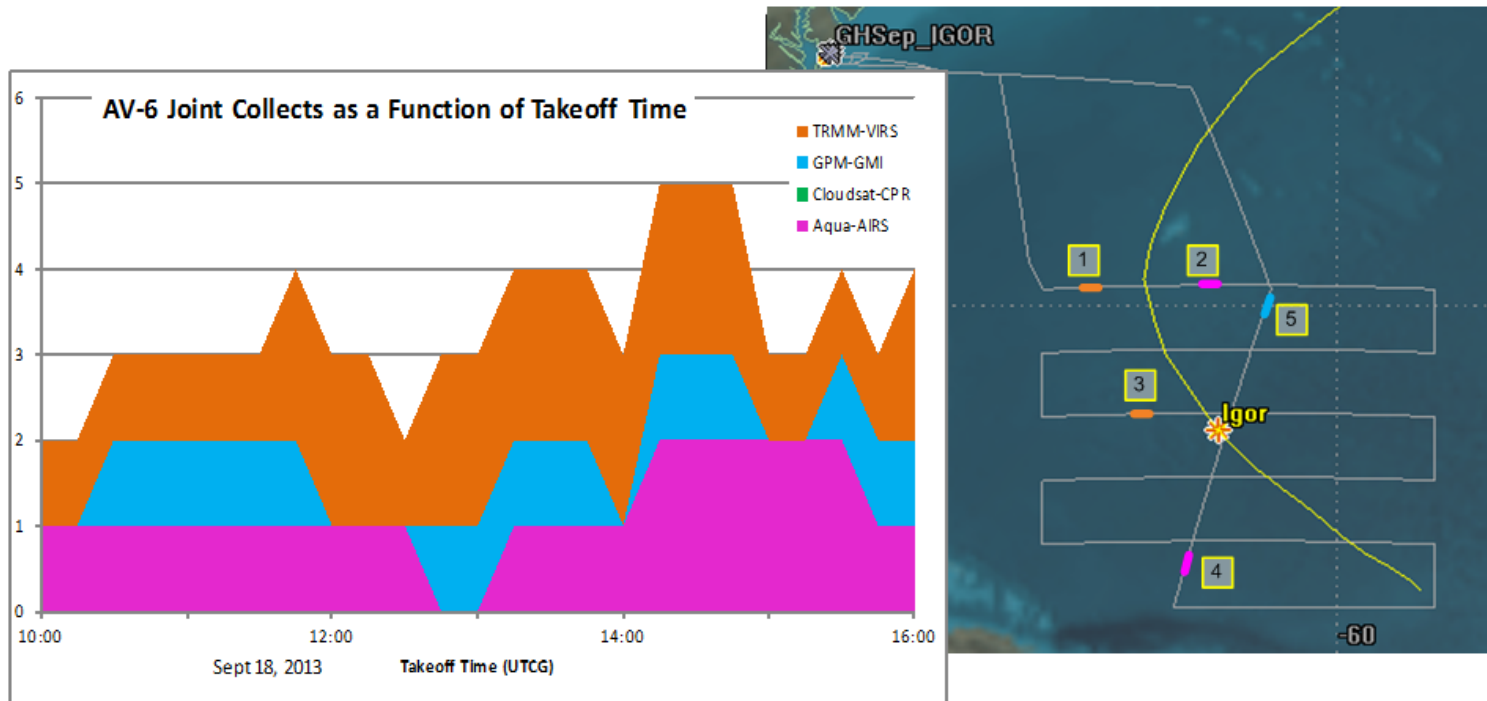 AV-6 Joint Collects as a Function of Takeoff Time
6
5
4
3
2
1
0
TRMM-VIRS
GPM-GMI
Cloudsat-CPR
Aqua-AIRS
10:00
12:00
14:00
16:00
Sept 18, 2013
Takeoff Time (UTCG)
GHSep_IGOR
1
2
5
3
Igor
4
-60